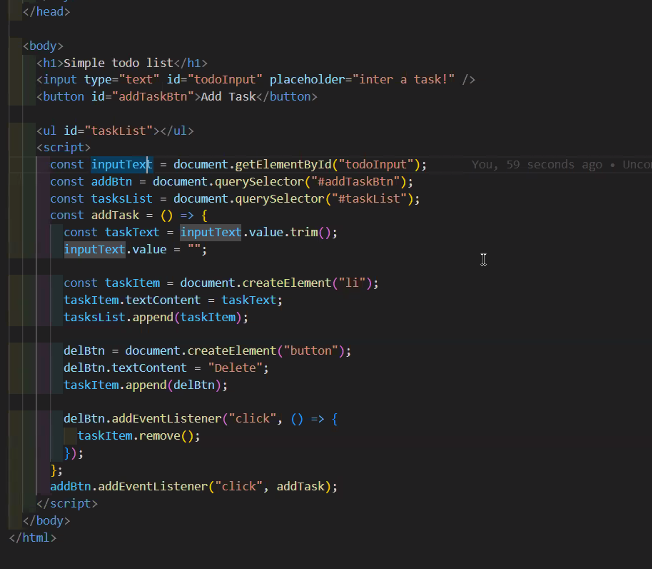 </head>
<body>
<h1>Simple todo list</h1>
<input type="text" id="todoInput" placeholder="inter a task!" />
<button id="addTaskBtn">Add Task</button>
<ul id="taskList"></ul>
<script>
const inputText = document.getElementById("todoInput");    You, 59 seconds ago • Uncom
const addBtn = document.querySelector("#addTaskBtn");
const tasksList = document.querySelector("#taskList");
const addTask = () => {
const taskText = inputText.value.trim();
inputText.value = "";
const taskItem = document.createElement("li");
taskItem.textContent = taskText;
tasksList.append(taskItem);
delBtn = document.createElement("button");
delBtn.textContent = "Delete";
taskItem.append(delBtn);
delBtn.addEventListener("click", () => {
taskItem.remove();
});
};
addBtn.addEventListener("click", addTask);
</script>
</body>
</html>